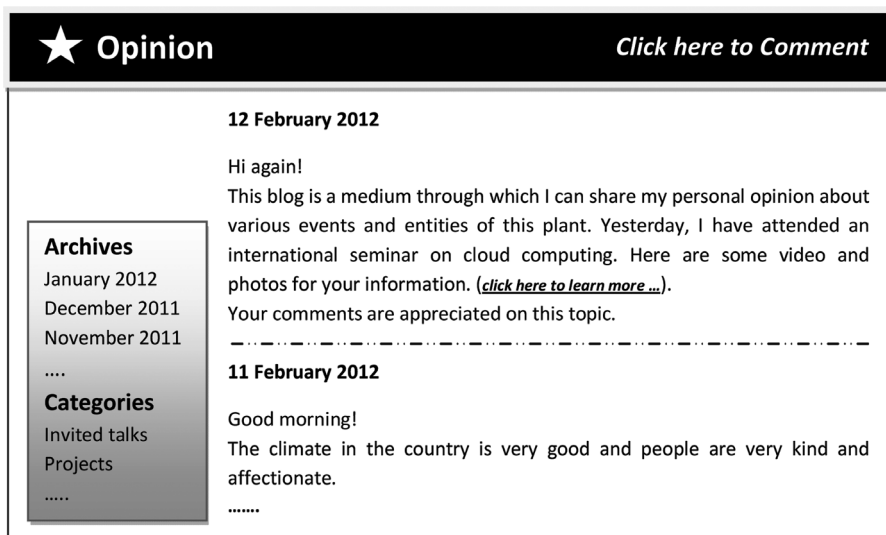 Opinion
Click here to Comment
12 February 2012
Hi again!
This blog is a medium through which I can share my personal opinion about
various events and entities of this plant. Yesterday, I have attended an
international seminar on cloud computing. Here are some video and
photos for your information. (click here to learn more ...).
Your comments are appreciated on this topic.
11 February 2012
Good morning!
The climate in the country is very good and people are very kind and
affectionate.
.......
Archives
January 2012
December 2011
November 2011
....
Categories
Invited talks
Projects
.....